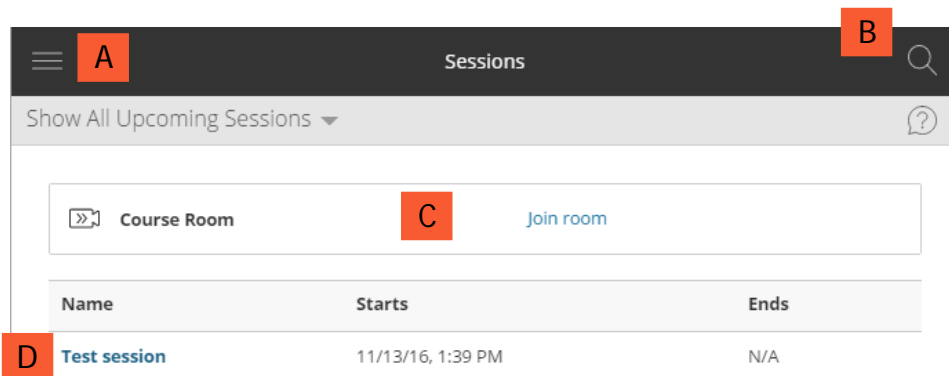 A
Sessions
B
Show All Upcoming Sessions
?
Course Room C Join room
Name Starts Ends
D Test session 11/13/16, 1:39 PM N/A